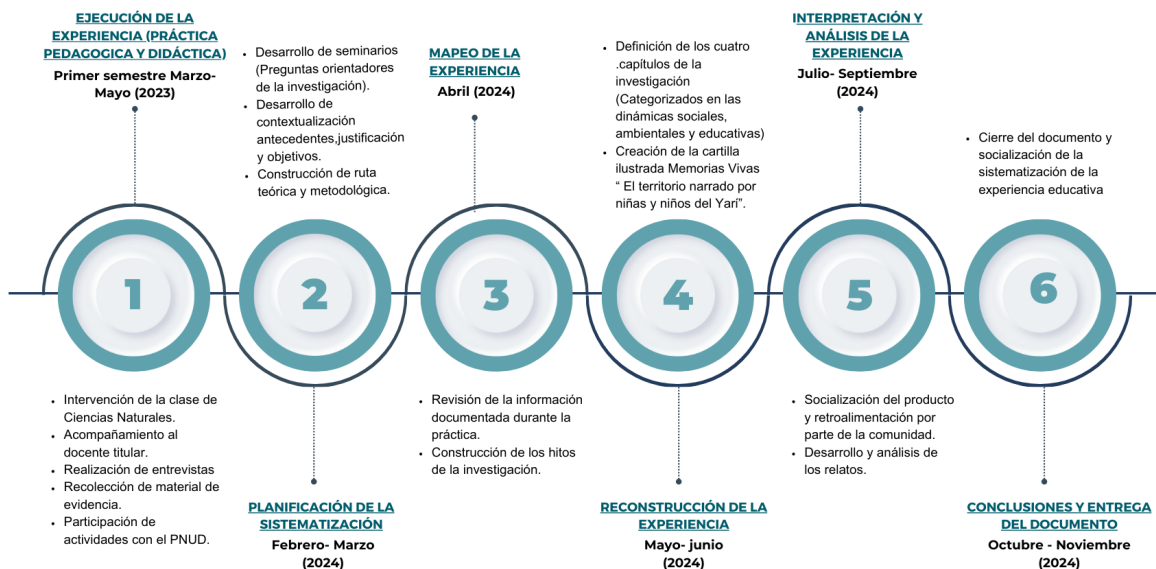 EJECUCIÓN DE LA
EXPERIENCIA (PRÁCTICA
PEDAGOGICA Y DIDÁCTICA)
Primer semestre Marzo-
Mayo (2023)
1
• Intervención de la clase de
Ciencias Naturales.
• Acompañamiento al
docente titular.
• Realización de entrevistas
• Recolección de material de
evidencia.
• Participación de
actividades con el PNUD.
• Desarrollo de seminarios
(Preguntas orientadores
de la investigación).
• Desarrollo de
contextualización
antecedentes,justificación
y objetivos.
• Construcción de ruta
teórica y metodológica.
2
PLANIFICACIÓN DE LA
SISTEMATIZACIÓN
Febrero- Marzo
(2024)
MAPEO DE LA
EXPERIENCIA
Abril (2024)
3
• Revisión de la información
documentada durante la
práctica.
• Construcción de los hitos
de la investigación.
• Definición de los cuatro
.capítulos de la
investigación
(Categorizados en las
dinámicas sociales,
ambientales y educativas)
• Creación de la cartilla
ilustrada Memorias Vivas
“ El territorio narrado por
niñas y niños del Yarí”.
4
RECONSTRUCCIÓN DE LA
EXPERIENCIA
Mayo- junio
(2024)
INTERPRETACIÓN Y
ANÁLISIS DE LA
EXPERIENCIA
Julio- Septiembre
(2024)
5
• Socialización del producto
y retroalimentación por
parte de la comunidad.
• Desarrollo y análisis de
los relatos.
• Cierre del documento y
socialización de la
sistematización de la
experiencia educativa
6
CONCLUSIONES Y ENTREGA
DEL DOCUMENTO
Octubre - Noviembre
(2024)